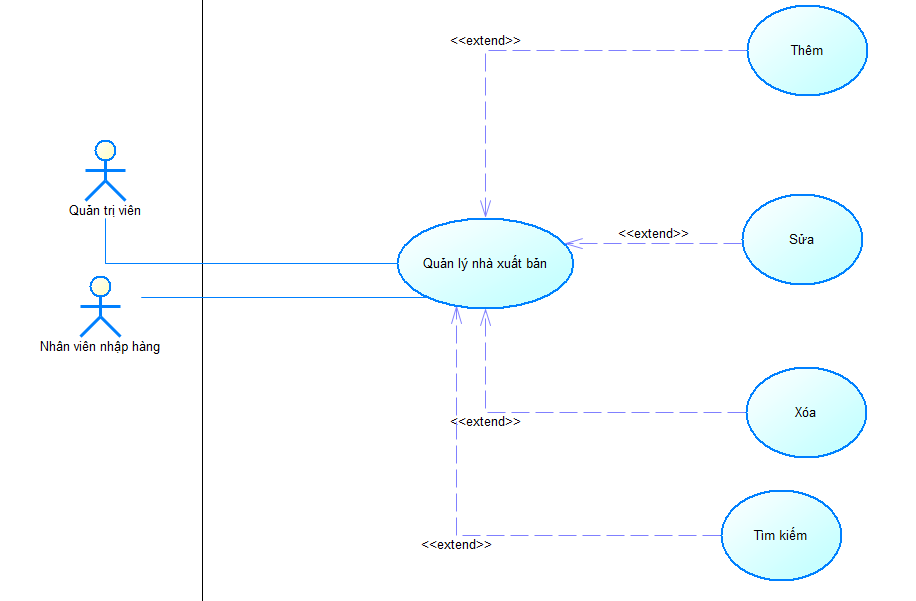 <<extend>>
Thêm
Quản trị viên
<<extend>>
Sửa
Quản lý nhà xuất bản
Nhân viên nhập hàng
Xóa
<<extend>>
Tìm kiếm
<<extend>>